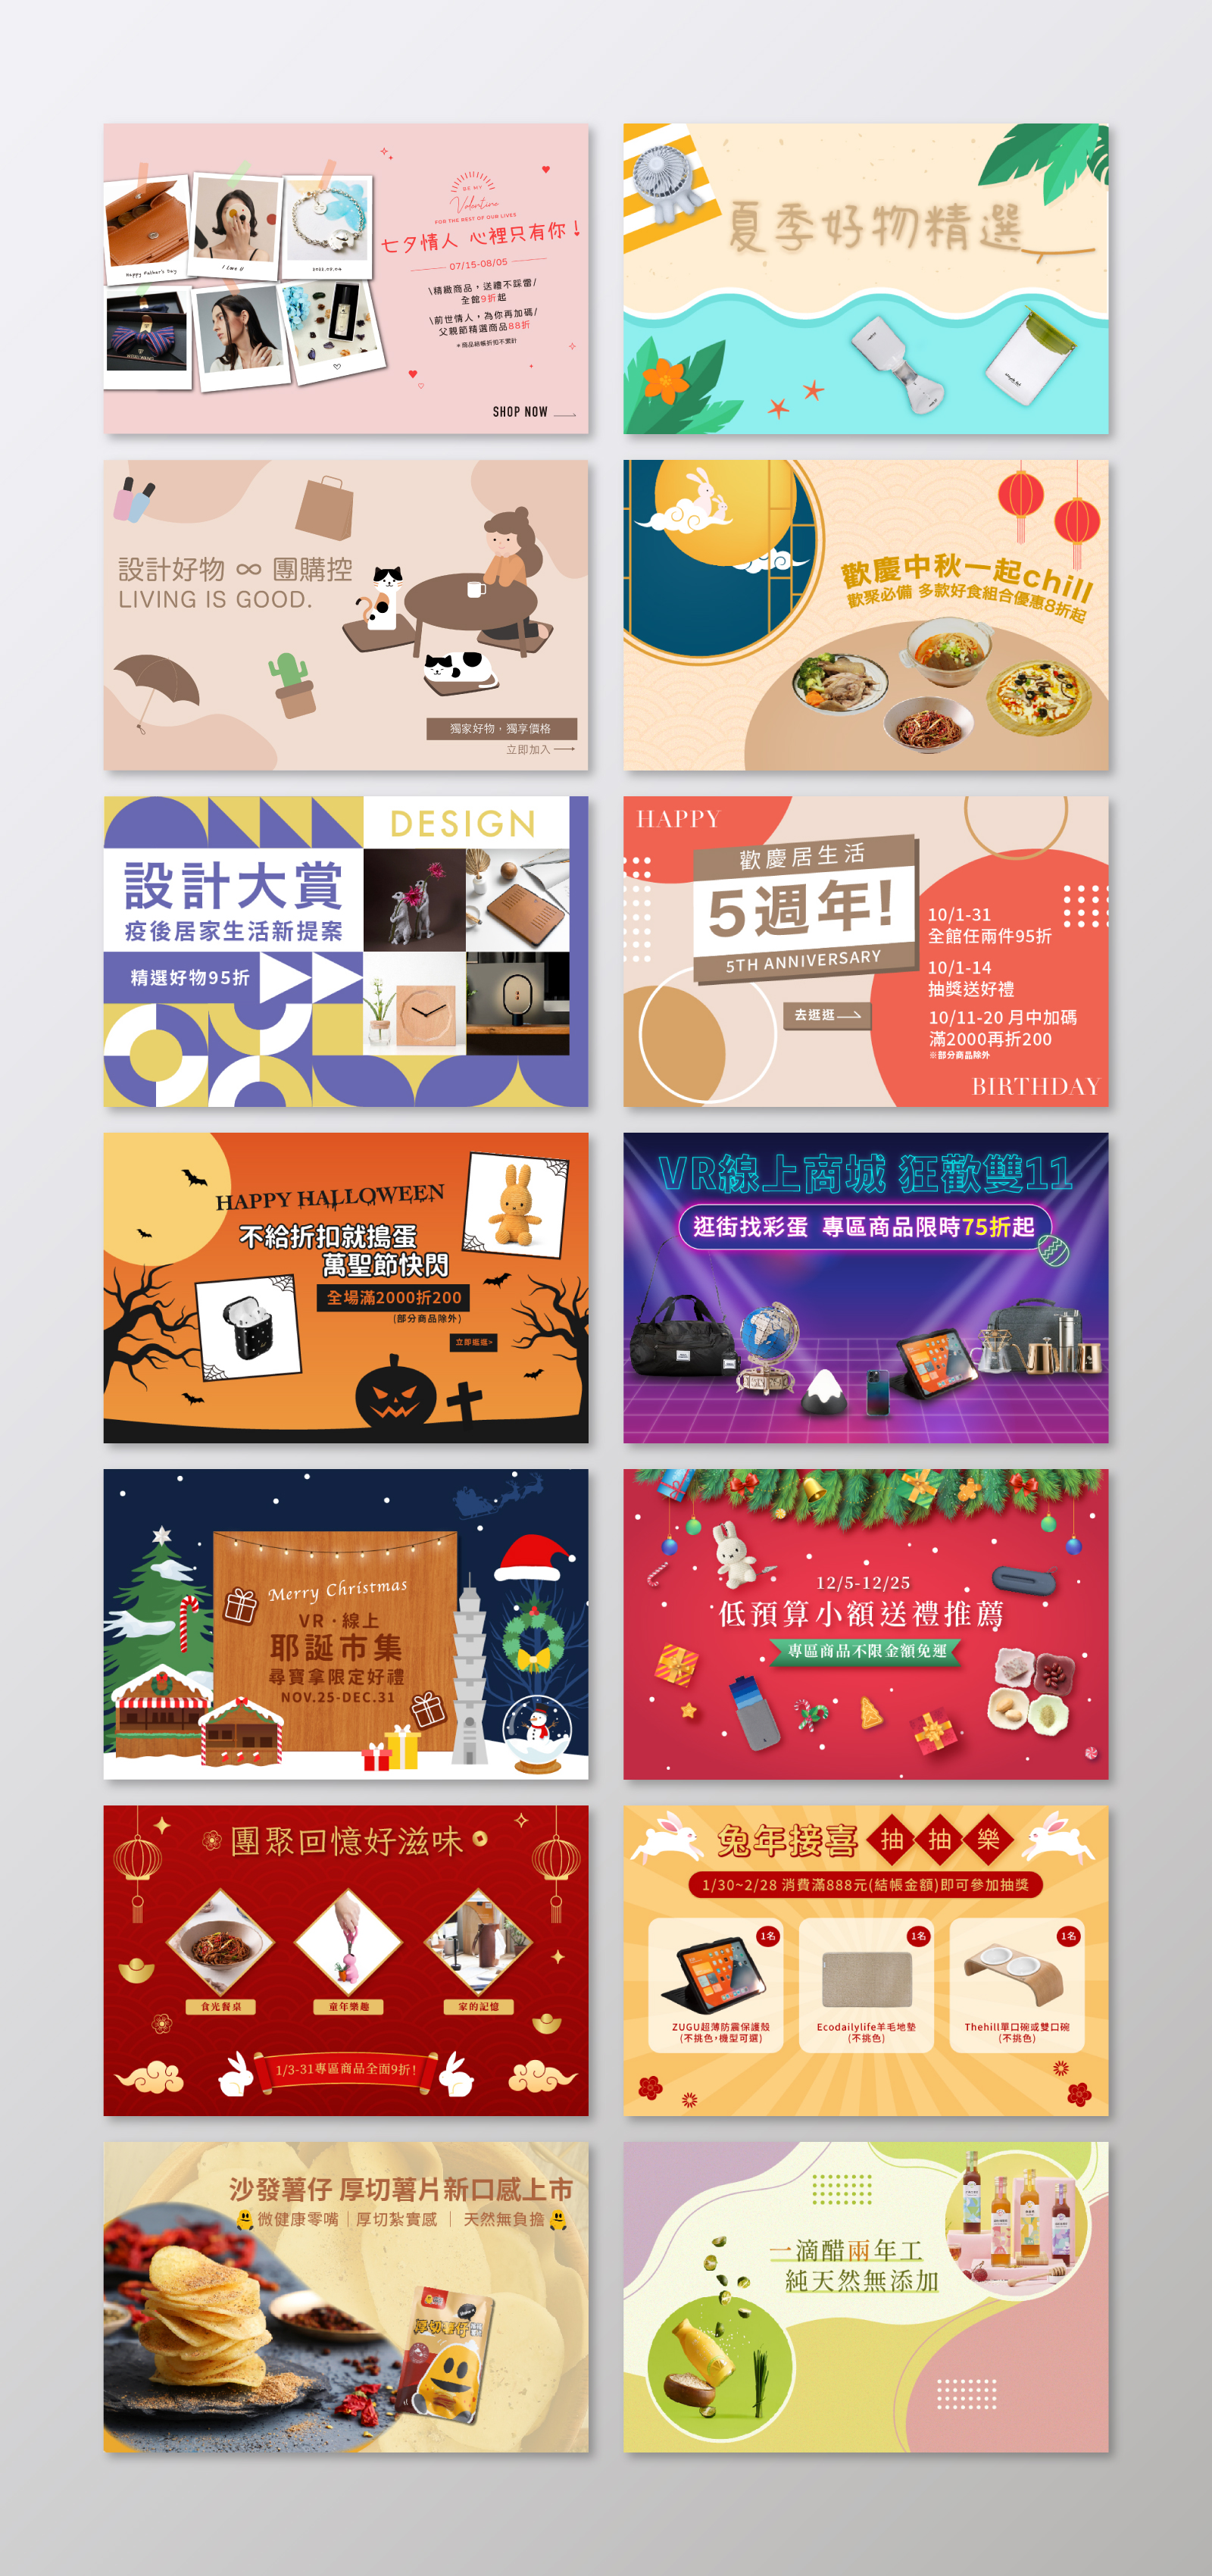 BE MY
Valentine
FOR THE REST OF OUR LIVES
七夕情人 心裡只有你！
07/15-08/05
\精緻商品，送禮不踩雷/
全館9折起
\前世情人，為你再加碼/
父親節精選商品88折
SHOP NOW
Happy Father's Day
I Like U
2021.08.04
夏季好物精選
設計好物 ∞ 團購控
LIVING IS GOOD.
獨家好物，獨享價格
立即加入
歡慶中秋一起chill
歡聚必備 多款好食組合優惠8折起
DESIGN
設計大賞
疫後居家生活新提案
精選好物95折
HAPPY
歡慶居生活
5週年!
5TH ANNIVERSARY
去逛逛
10/1-31
全館任兩件95折
10/1-14
抽獎送好禮
10/11-20 月中加碼
滿2000再折200
※部分商品除外
BIRTHDAY
HAPPY HALLOWEEN
不給折扣就搗蛋
萬聖節快閃
全場滿2000折200
(部分商品除外)
立即逛逛>
VR線上商城 狂歡雙11
逛街找彩蛋 專區商品限時75折起
Merry Christmas
VR·線上
耶誕市集
尋寶拿限定好禮
NOV.25-DEC.31
12/5-12/25
低預算小額送禮推薦
專區商品不限金額免運
團聚回憶好滋味
食光餐桌
童年樂趣
家的記憶
1/3-31專區商品全面9折!
兔年接喜 抽 抽 樂
1/30~2/28 消費滿888元(結帳金額)即可參加抽獎
1名
1名
1名
ZUGU超薄防震保護殼
(不挑色，機型可選)
Ecodailylife羊毛地墊
(不挑色)
Thehill單口碗或雙口碗
(不挑色)
沙發薯仔 厚切薯片新口感上市
微健康零嘴｜厚切紮實感 ｜ 天然無負擔
厚切薯仔
一滴醋兩年工
純天然無添加